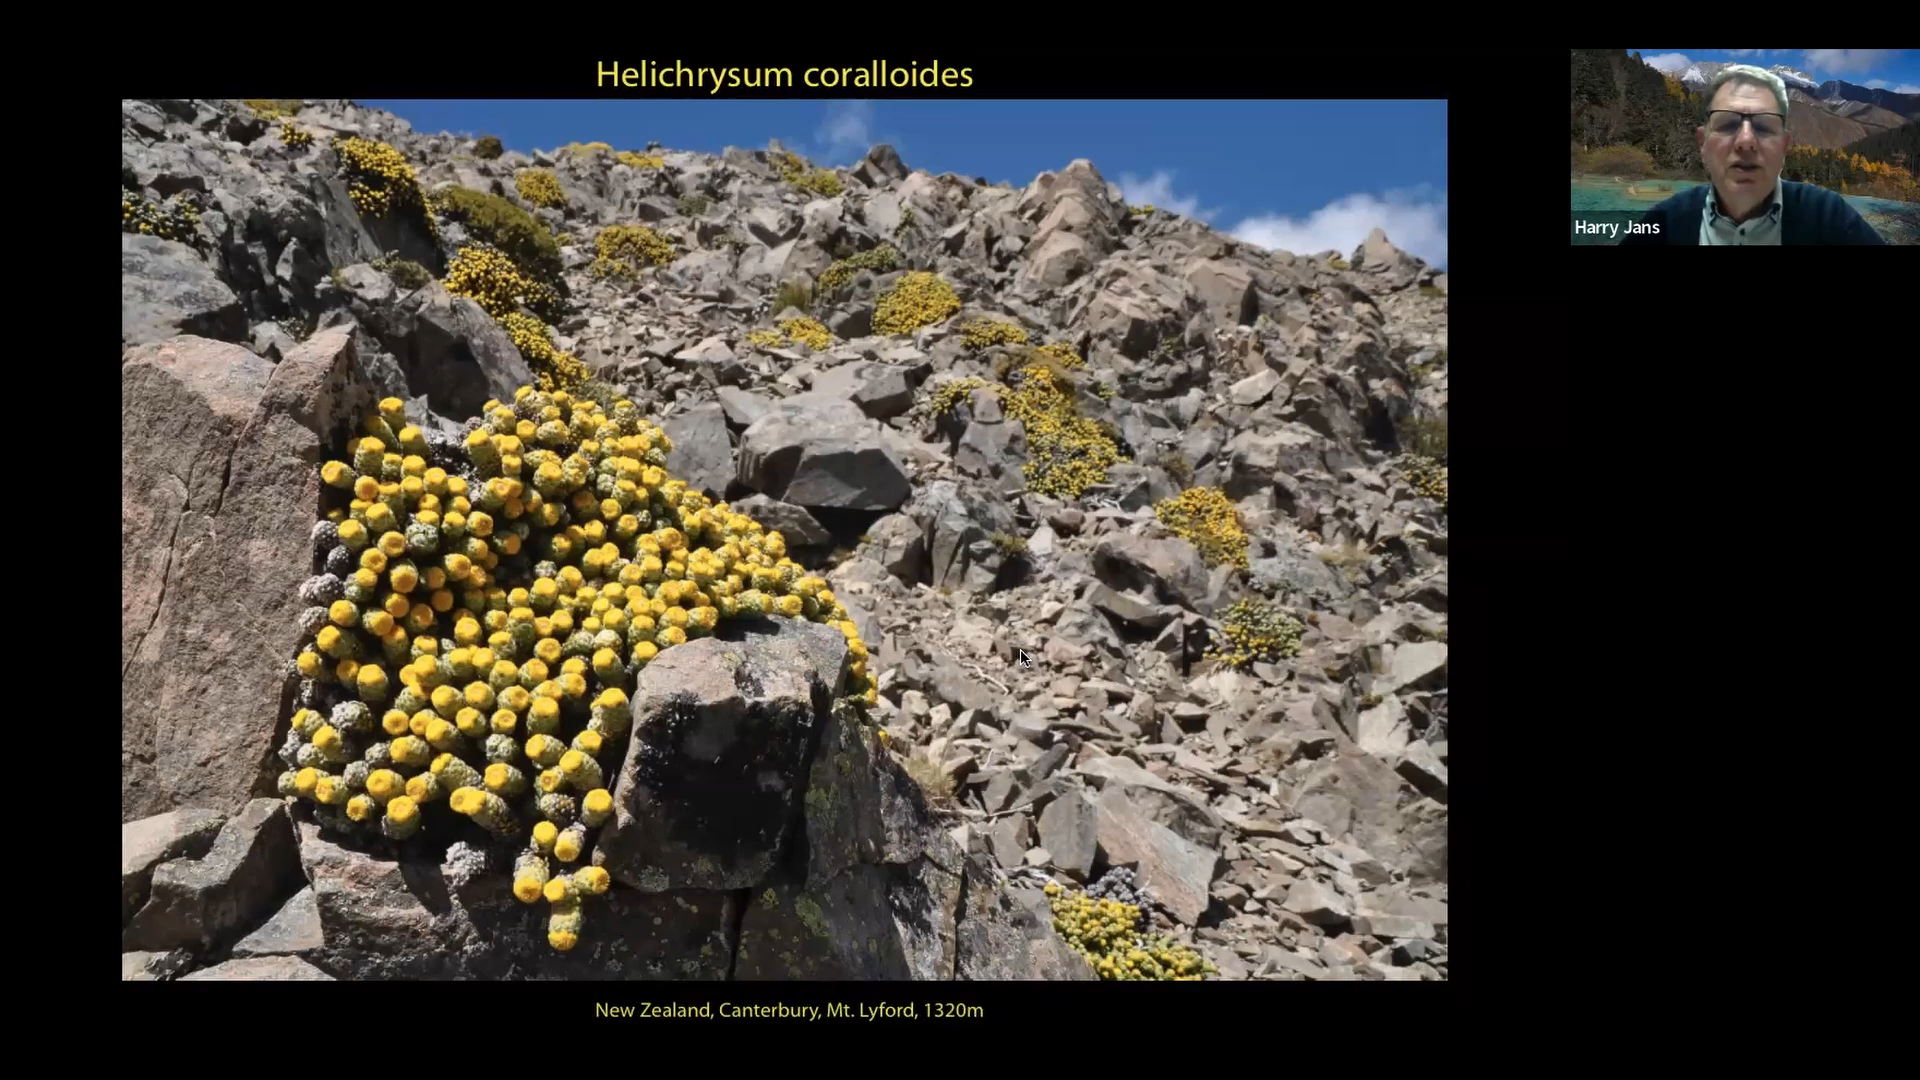 Helichrysum coralloides
Harry Jans
New Zealand, Canterbury, Mt. Lyford, 1320m